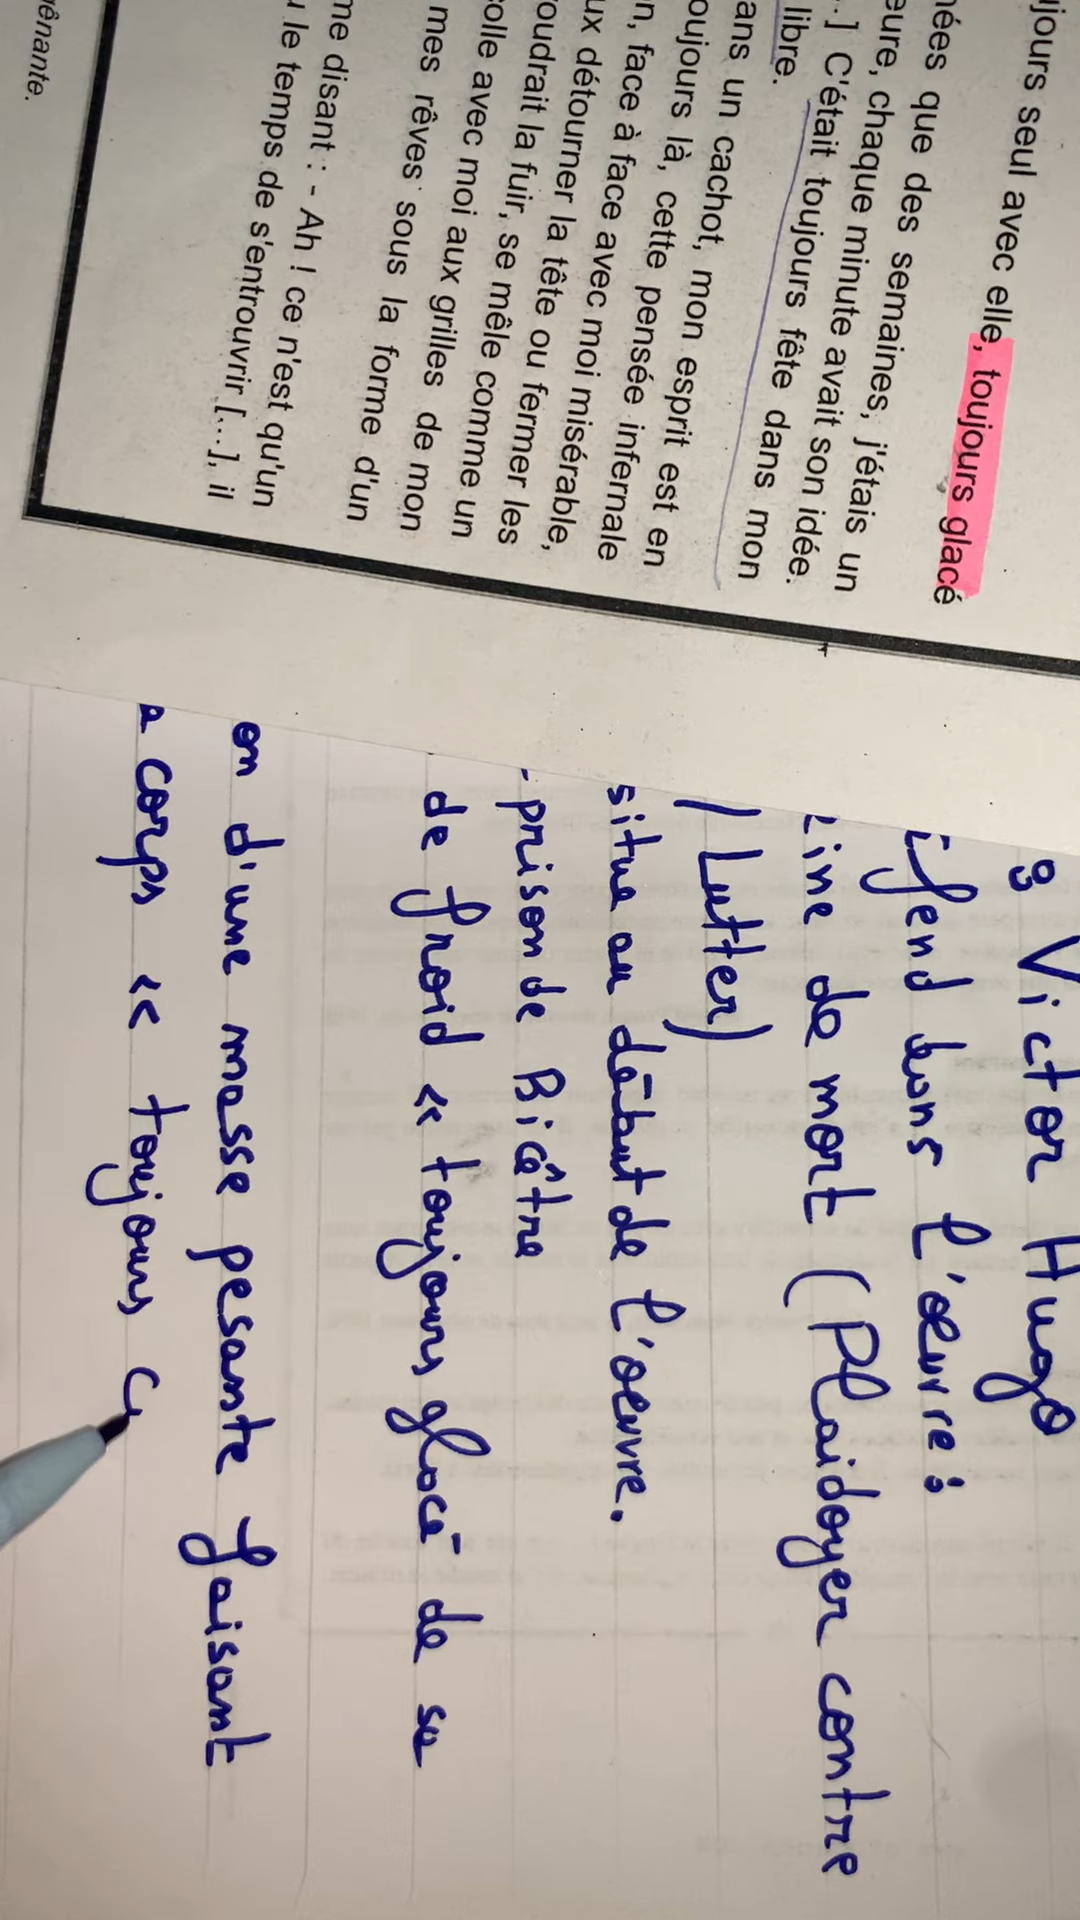 jours seul avec elle, toujours glacé
nées que des semaines, j'étais un
eure, chaque minute avait son idée.
.] C'était toujours fête dans mon
libre.
ans un cachot, mon esprit est en
oujours là, cette pensée infernale
n, face à face avec moi misérable,
ux détourner la tête ou fermer les
oudrait la fuir, se mêle comme un
colle avec moi aux grilles de mon
mes rêves sous la forme d'un
me disant : - Ah ! ce n'est qu'un
u le temps de s'entrouvrir [...], il
gênante.
: Victor Hugo
fend dans l'œuvre :
eine de mort (Plaidoyer contre
/ Lutter)
situe au début de l'œuvre.
prison de Bicêtre
de froid « toujours glacé de sa
on d'une masse pesante faisant
a corps « toujours c